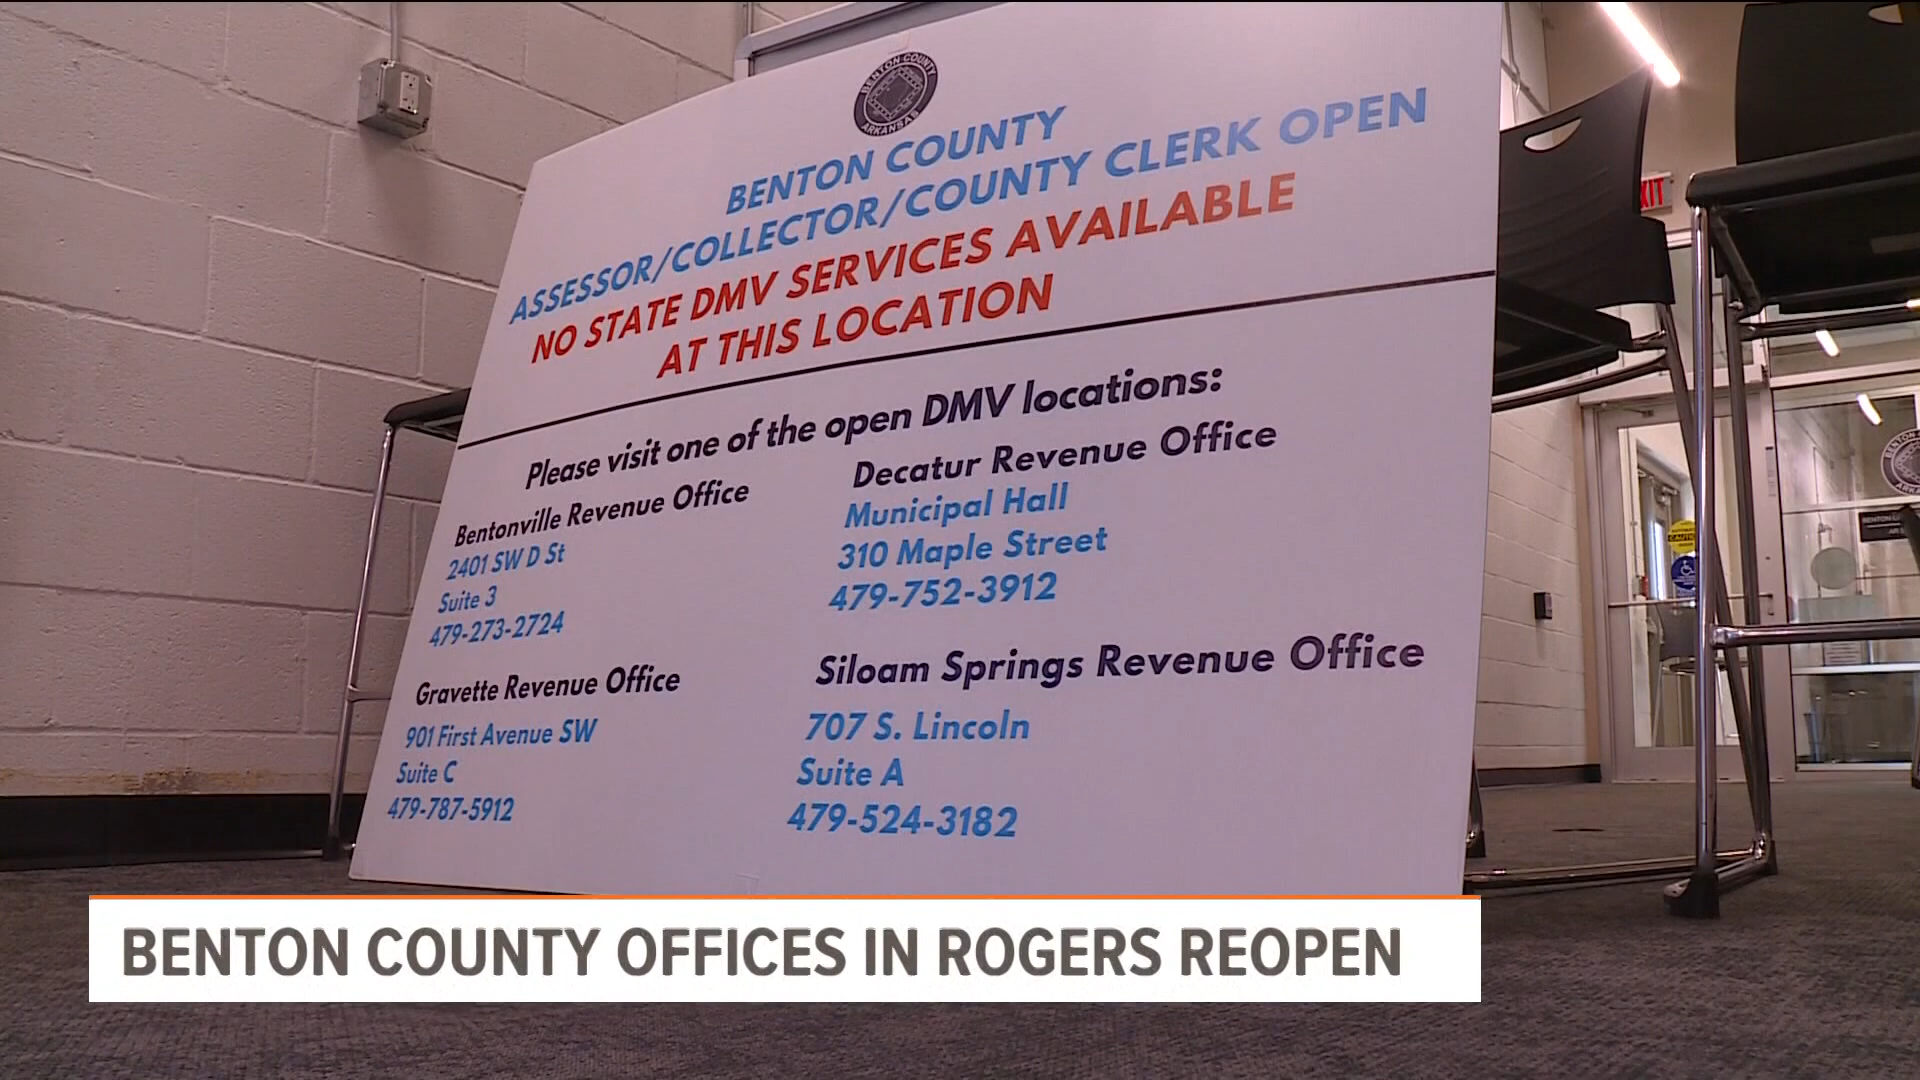 BENTON COUNTY
ARKANSAS
BENTON COUNTY
ASSESSOR/COLLECTOR/COUNTY CLERK OPEN
NO STATE DMV SERVICES AVAILABLE
AT THIS LOCATION
Please visit one of the open DMV locations:
Bentonville Revenue Office
2401 SW D St
Suite 3
479-273-2724
Decatur Revenue Office
Municipal Hall
310 Maple Street
479-752-3912
Gravette Revenue Office
901 First Avenue SW
Suite C
479-787-5912
Siloam Springs Revenue Office
707 S. Lincoln
Suite A
479-524-3182
BENTON COUNTY OFFICES IN ROGERS REOPEN